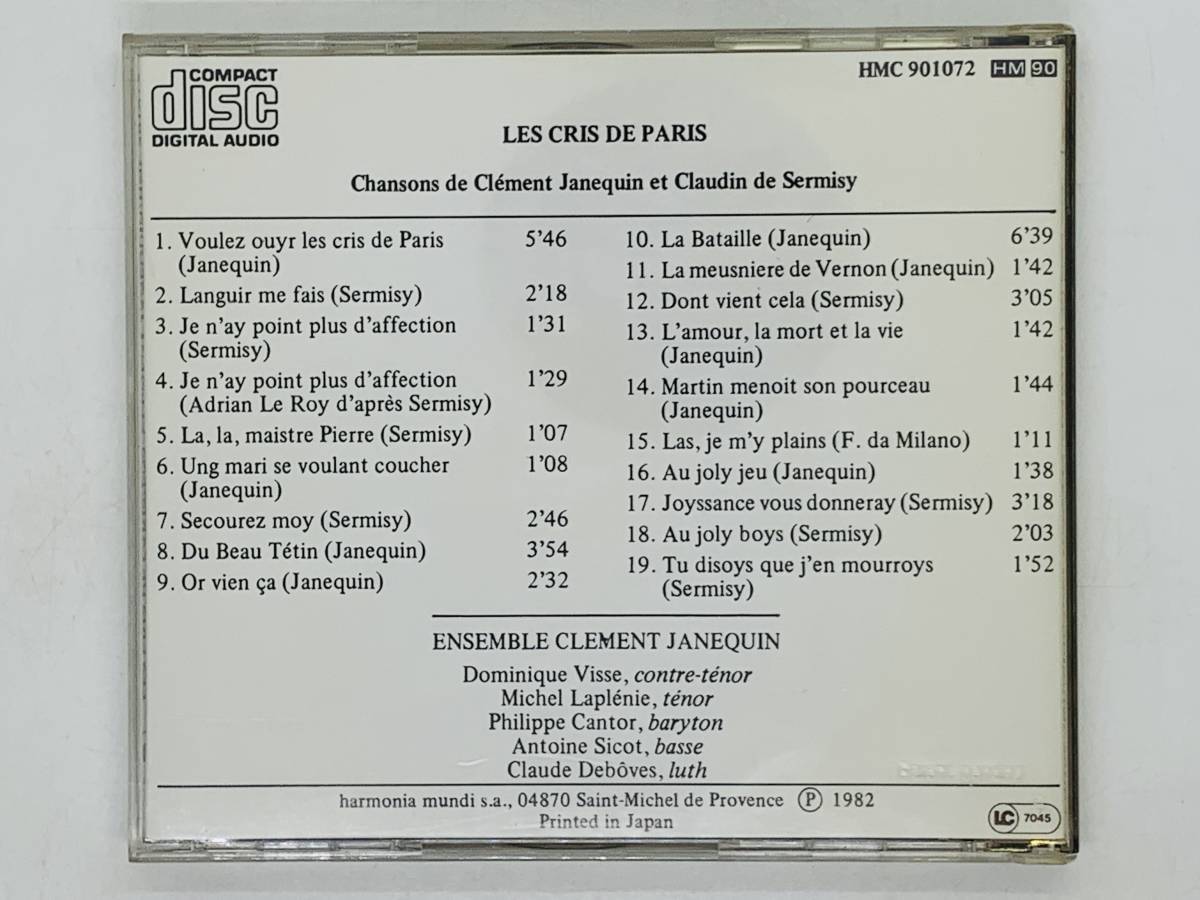 COMPACT
disc
DIGITAL AUDIO
HMC 901072 HM 90
LES CRIS DE PARIS
Chansons de Clément Janequin et Claudin de Sermisy
1. Voulez ouyr les cris de Paris 5'46
(Janequin)
2. Languir me fais (Sermisy) 2'18
3. Je n'ay point plus d'affection 1'31
(Sermisy)
4. Je n'ay point plus d'affection 1'29
(Adrian Le Roy d'après Sermisy)
5. La, la, maistre Pierre (Sermisy) 1'07
6. Ung mari se voulant coucher 1'08
(Janequin)
7. Secourez moy (Sermisy) 2'46
8. Du Beau Tétin (Janequin) 3'54
9. Or vien ça (Janequin) 2'32
10. La Bataille (Janequin) 6'39
11. La meusniere de Vernon (Janequin) 1'42
12. Dont vient cela (Sermisy) 3'05
13. L'amour, la mort et la vie 1'42
(Janequin)
14. Martin menoit son pourceau 1'44
(Janequin)
15. Las, je m'y plains (F. da Milano) 1'11
16. Au joly jeu (Janequin) 1'38
17. Joyssance vous donneray (Sermisy) 3'18
18. Au joly boys (Sermisy) 2'03
19. Tu disoys que j'en mourroys 1'52
(Sermisy)
ENSEMBLE CLEMENT JANEQUIN
Dominique Visse, contre-ténor
Michel Laplénie, ténor
Philippe Cantor, baryton
Antoine Sicot, basse
Claude Debôves, luth
harmonia mundi s.a., 04870 Saint-Michel de Provence Ⓟ 1982
Printed in Japan
LC 7045